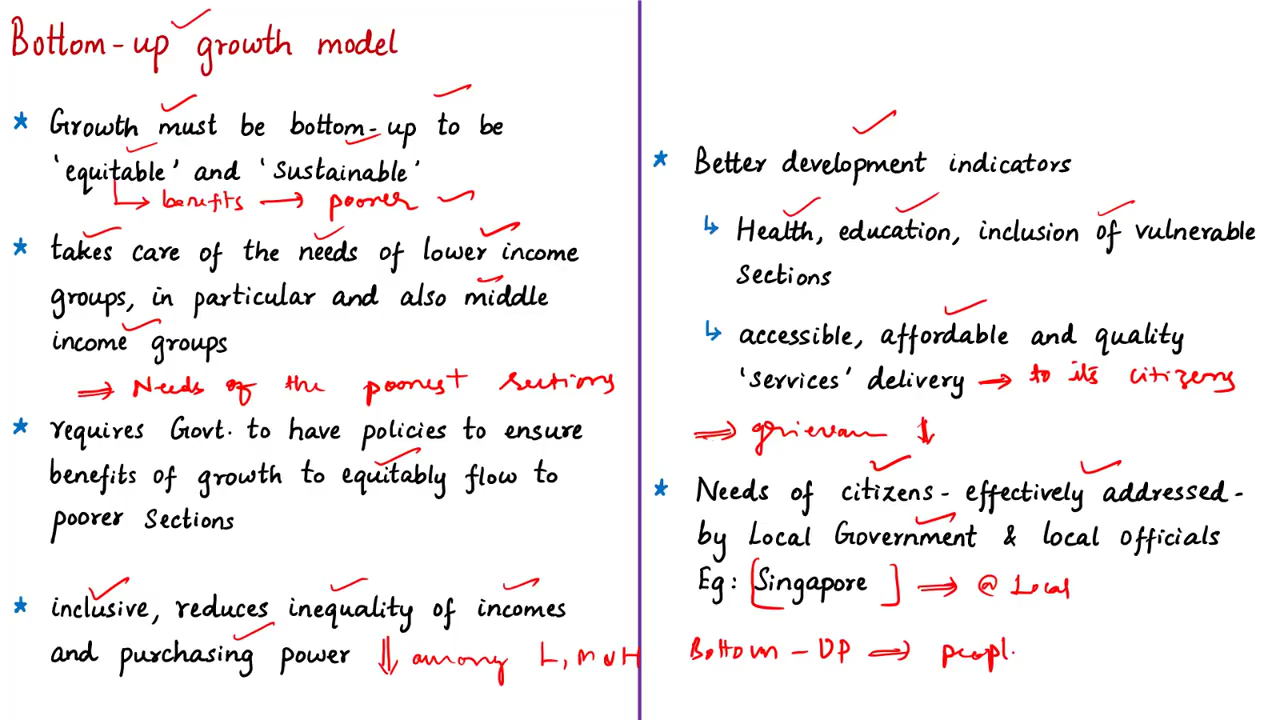 Bottom-up growth model
* Growth must be bottom-up to be
'equitable' and 'Sustainable'
↳ benefits → poorer
* takes care of the needs of lower income
groups, in particular and also middle
income groups
⇒ Needs of the poorest sections
* requires Govt. to have policies to ensure
benefits of growth to equitably flow to
poorer Sections
* inclusive, reduces inequality of incomes
and purchasing power ⇓ among L, M & H
* Better development indicators
↳ Health, education, inclusion of vulnerable
Sections
↳ accessible, affordable and quality
'services' delivery → to its citizens
⇒ ⇓
* Needs of citizens - effectively addressed -
by Local Government & local officials
Eg: [Singapore] ⇒ @ Local
Bottom - UP ⇒ peopl.